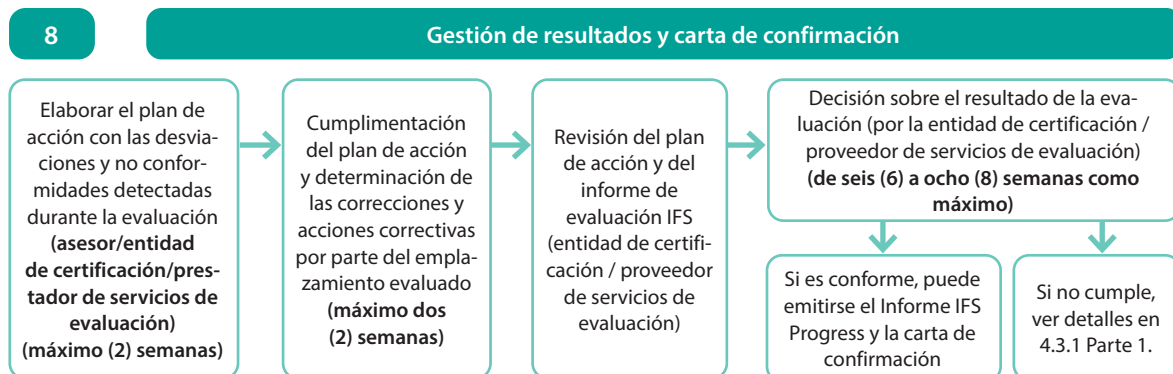 8
Gestión de resultados y carta de confirmación
Elaborar el plan de
acción con las desvia-
ciones y no confor-
midades detectadas
durante la evaluación
(asesor/entidad
de certificación/pres-
tador de servicios de
evaluación)
(máximo (2) semanas)
Cumplimentación
del plan de acción
y determinación de
las correcciones y
acciones correctivas
por parte del empla-
zamiento evaluado
(máximo dos
(2) semanas)
Revisión del plan
de acción y del
informe de
evaluación IFS
(entidad de certifi-
cación / proveedor
de servicios de
evaluación)
Decisión sobre el resultado de la eva-
luación (por la entidad de certificación /
proveedor de servicios de evaluación)
(de seis (6) a ocho (8) semanas como
máximo)
Si es conforme, puede
emitirse el Informe IFS
Progress y la carta de
confirmación
Si no cumple,
ver detalles en
4.3.1 Parte 1.